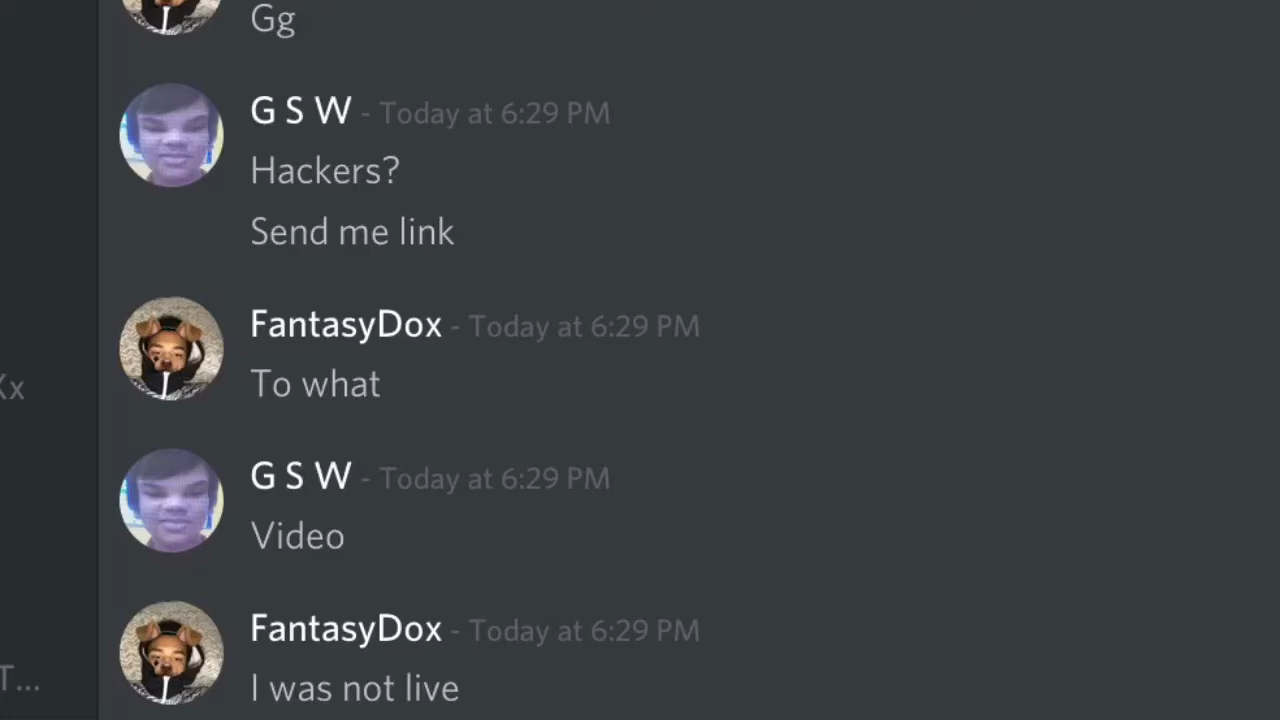 Gg
G S W - Today at 6:29 PM
Hackers?
Send me link
FantasyDox - Today at 6:29 PM
To what
Xx
G S W - Today at 6:29 PM
Video
FantasyDox - Today at 6:29 PM
T...
I was not live